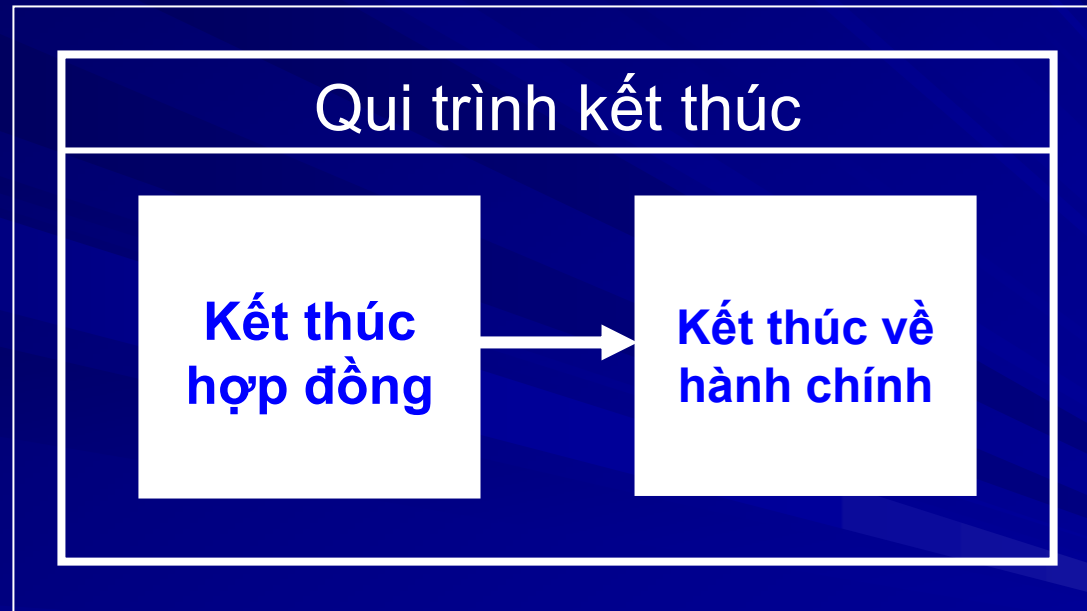 Qui trình kết thúc
Kết thúc
hợp đồng
Kết thúc về
hành chính